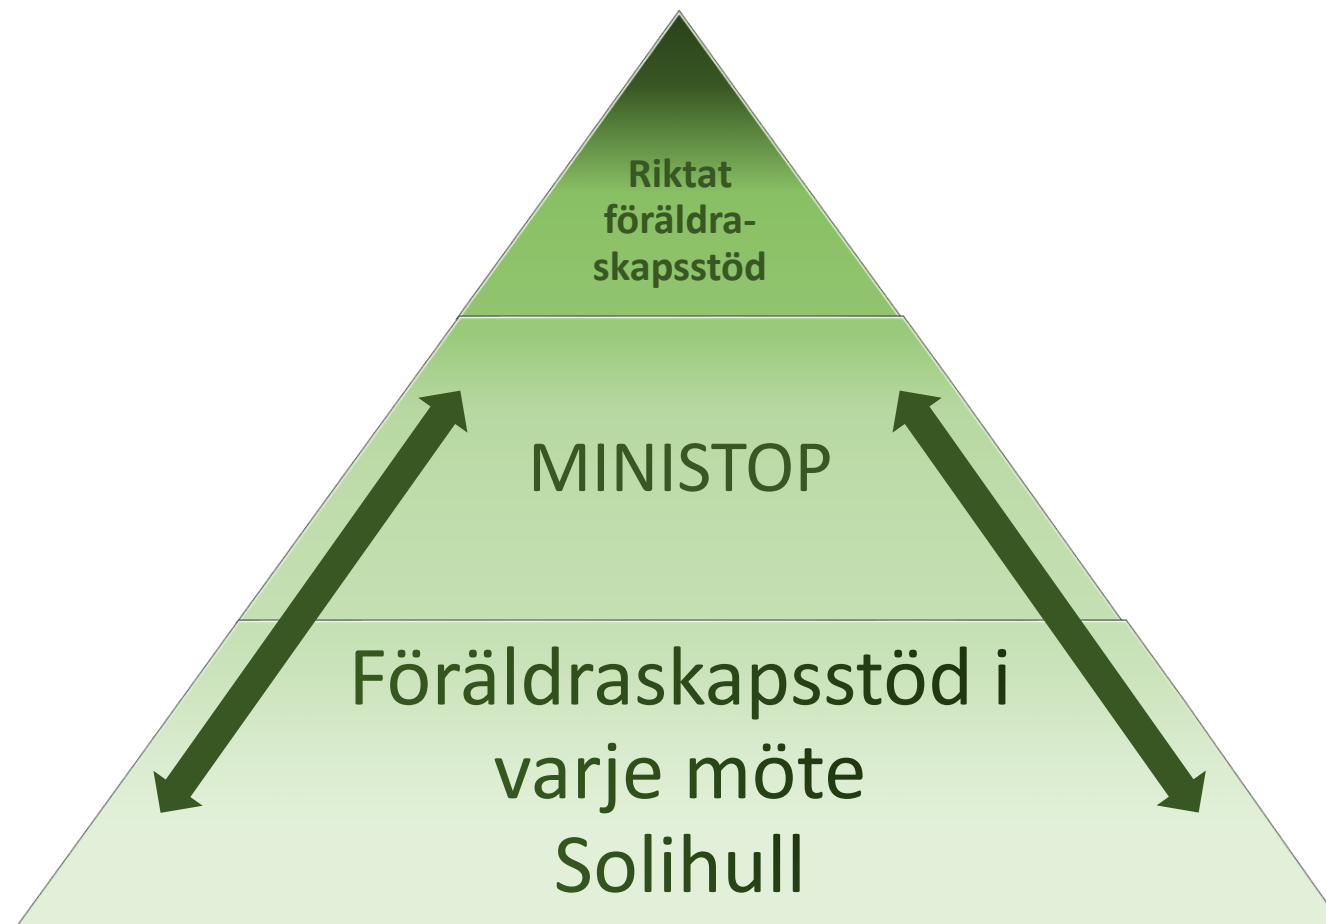 Riktat
föräldra-
skapsstöd
MINISTOP
Föräldraskapsstöd i
varje möte
Solihull